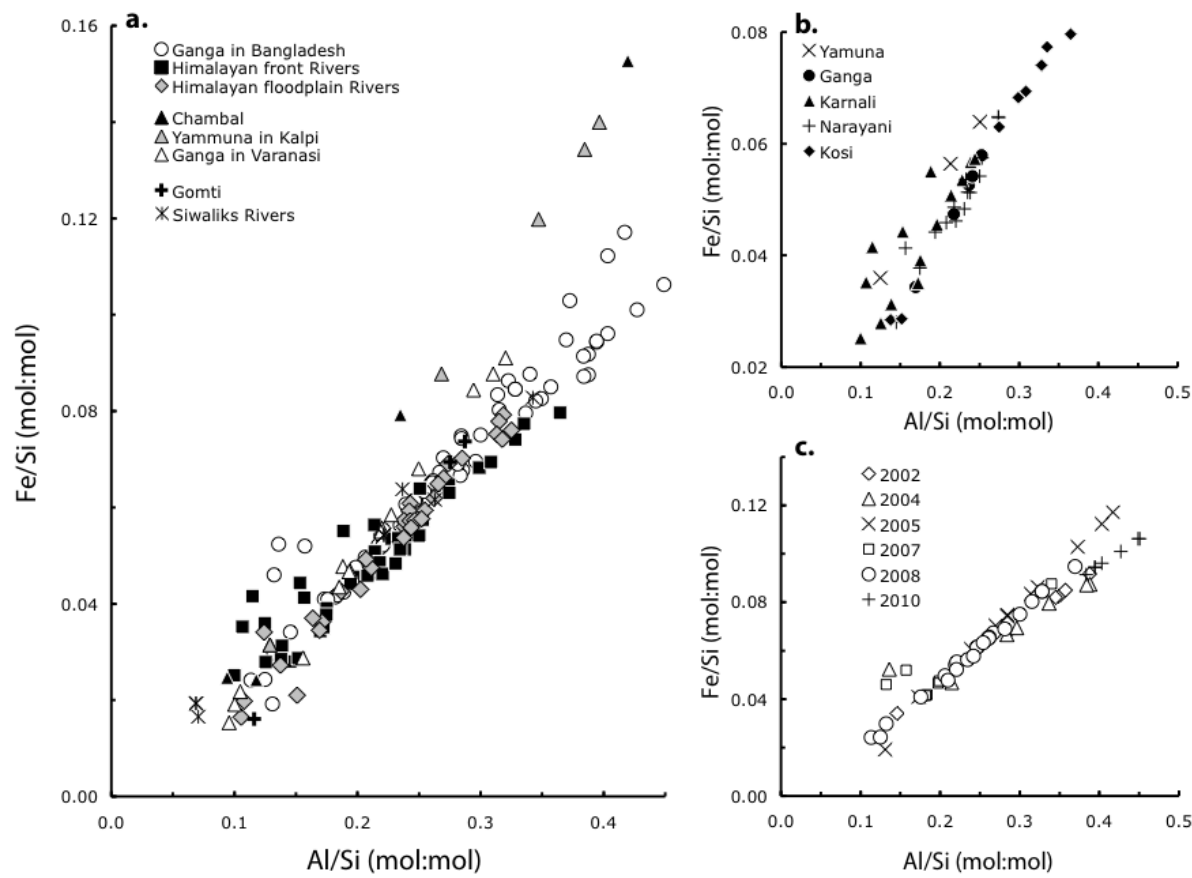 a.
0.16
0.12
0.08
0.04
0.00
Fe/Si (mol:mol)
Ganga in Bangladesh
Himalayan front Rivers
Himalayan floodplain Rivers
Chambal
Yammuna in Kalpi
Ganga in Varanasi
Gomti
Siwaliks Rivers
0.0 0.1 0.2 0.3 0.4
Al/Si (mol:mol)
b.
0.08
0.06
0.04
0.02
Fe/Si (mol:mol)
Yamuna
Ganga
Karnali
Narayani
Kosi
0.0 0.1 0.2 0.3 0.4 0.5
Al/Si (mol:mol)
c.
0.12
0.08
0.04
0.00
Fe/Si (mol:mol)
2002
2004
2005
2007
2008
2010
0.0 0.1 0.2 0.3 0.4 0.5
Al/Si (mol:mol)